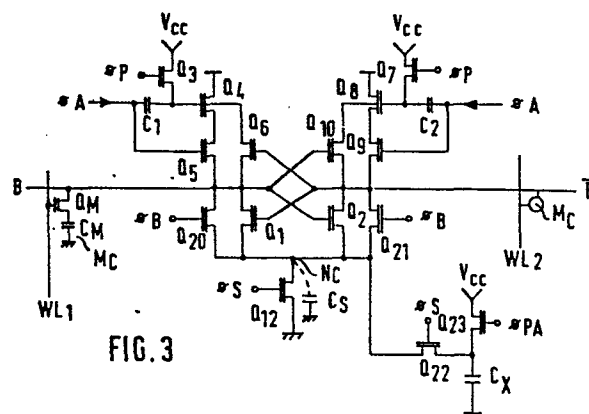 Vcc Vcc
øP Q3 Q4 Q7 Q8 øP
øA C1 Q6 Q10 C2 øA
Q5 Q9
B
QM øB Q1 Q2 øB MC
CM Q20 Q21
MC NC
WL1 øS CS WL2
Q12 Vcc
øS Q23 øPA
FIG. 3 Q22 CX